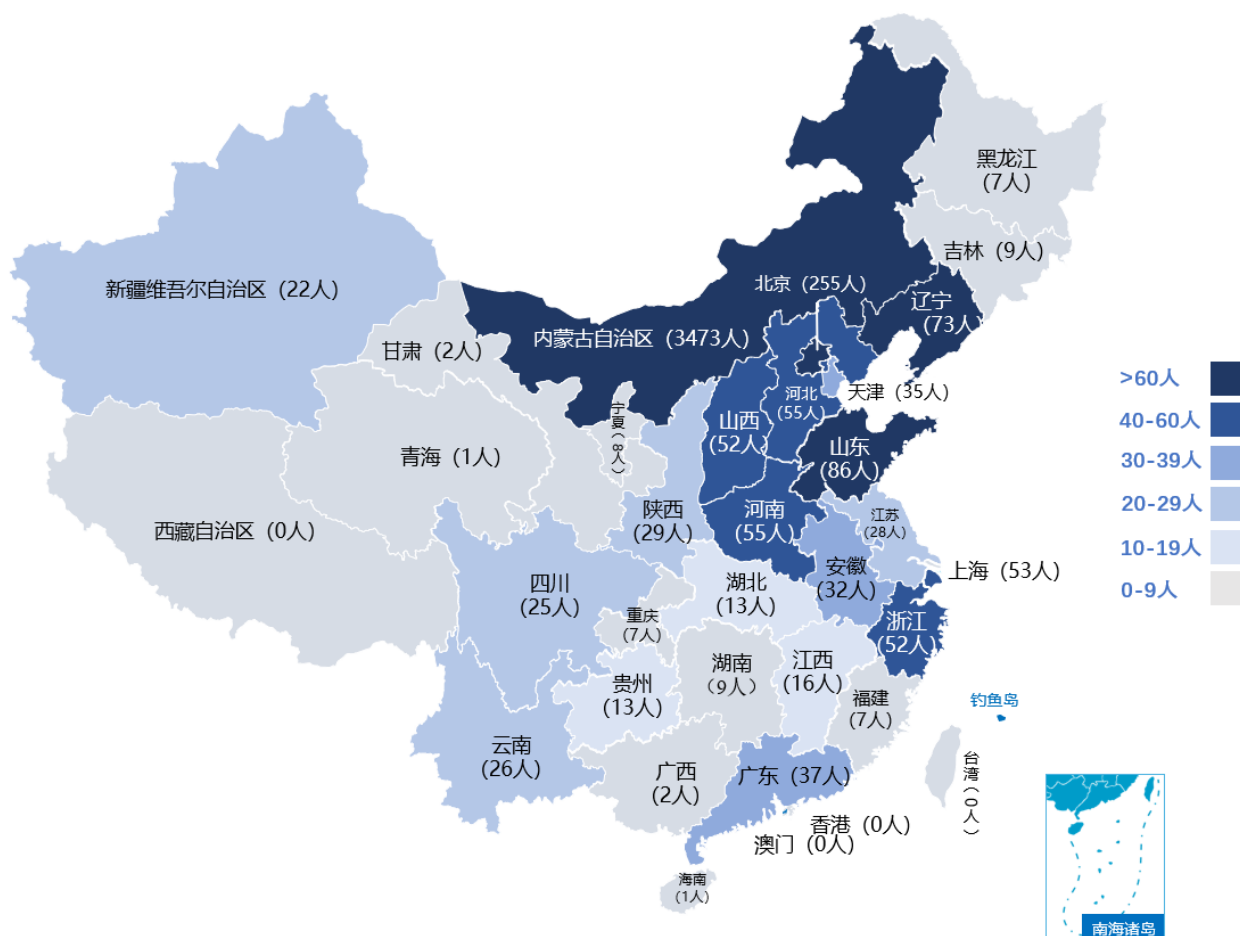 黑龙江
(7人)
吉林（9人）
新疆维吾尔自治区 (22人)
北京（255人）
辽宁
(73人)
甘肃（2人）
内蒙古自治区（3473人）
天津（35人）
>60人
河北
(55人)
宁夏（8人）
山西
(52人)
山东
(86人)
40-60人
青海（1人）
30-39人
陕西
(29人)
河南
(55人)
江苏
(28人)
20-29人
西藏自治区（0人）
10-19人
上海（53人）
安徽
(32人)
四川
(25人)
湖北
(13人)
0-9人
重庆
(7人)
浙江
(52人)
湖南
（9人）
江西
(16人)
贵州
(13人)
福建
(7人)
钓鱼岛
云南
(26人)
广西
(2人)
广东（37人）
台湾（0人）
香港（0人）
澳门（0人）
海南
(1人)
南海诸岛